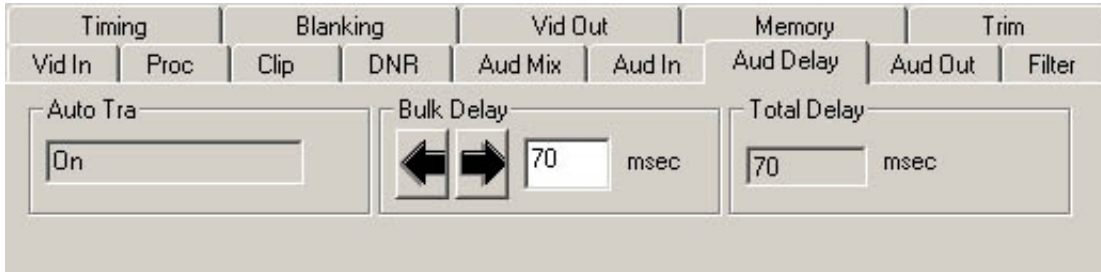 Timing Blanking Vid Out Memory Trim
Vid In Proc Clip DNR Aud Mix Aud In Aud Delay Aud Out Filter
Auto Tra Bulk Delay Total Delay
On 70 msec 70 msec